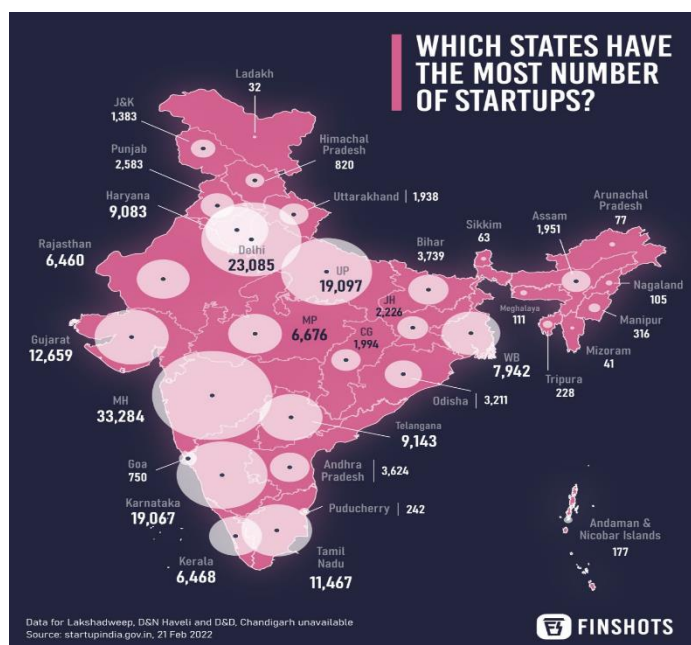 WHICH STATES HAVE
THE MOST NUMBER
OF STARTUPS?
Ladakh
32
J&K
1,383
Himachal
Pradesh
820
Punjab
2,583
Uttarakhand | 1,938
Haryana
9,083
Delhi
23,085
Arunachal
Pradesh
77
Assam
1,951
Sikkim
63
Bihar
3,739
UP
19,097
Rajasthan
6,460
Nagaland
105
JH
2,226
Meghalaya
111
Manipur
316
MP
6,676
CG
1,994
Gujarat
12,659
WB
7,942
Mizoram
41
Tripura
228
MH
33,284
Odisha | 3,211
Telangana
9,143
Goa
750
Andhra
Pradesh | 3,624
Karnataka
19,067
Puducherry | 242
Andaman &
Nicobar Islands
177
Kerala
6,468
Tamil
Nadu
11,467
Data for Lakshadweep, D&N Haveli and D&D, Chandigarh unavailable
Source: startupindia.gov.in, 21 Feb 2022
FINSHOTS